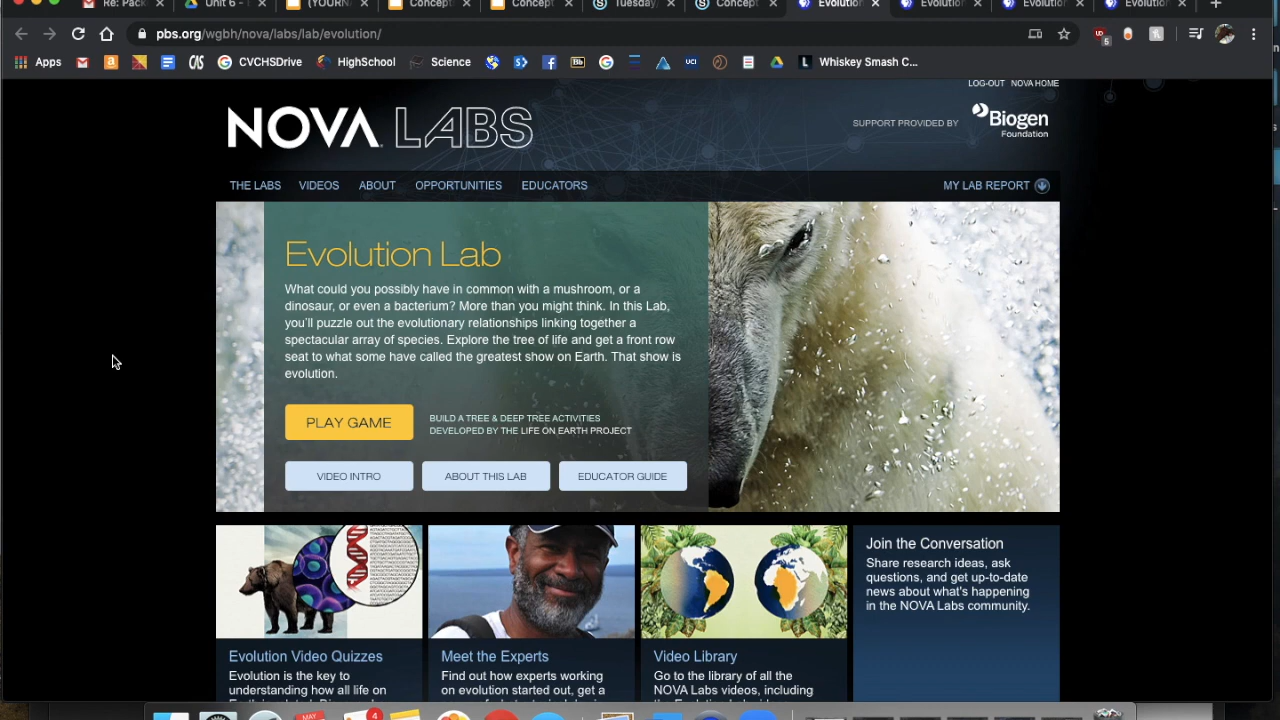 Re: Pack
Unit 6 -
(YOURN
Concept
Concept
Tuesday
Concept
Evolution
Evolution
Evolution
Evolution
pbs.org/wgbh/nova/labs/lab/evolution/
Apps
CVCHSDrive
HighSchool
Science
Whiskey Smash C...
LOG-OUT NOVA HOME
NOVA LABS
SUPPORT PROVIDED BY
Biogen
Foundation
THE LABS VIDEOS ABOUT OPPORTUNITIES EDUCATORS
MY LAB REPORT
Evolution Lab
What could you possibly have in common with a mushroom, or a
dinosaur, or even a bacterium? More than you might think. In this Lab,
you'll puzzle out the evolutionary relationships linking together a
spectacular array of species. Explore the tree of life and get a front row
seat to what some have called the greatest show on Earth. That show is
evolution.
PLAY GAME
BUILD A TREE & DEEP TREE ACTIVITIES
DEVELOPED BY THE LIFE ON EARTH PROJECT
VIDEO INTRO
ABOUT THIS LAB
EDUCATOR GUIDE
Evolution Video Quizzes
Evolution is the key to
understanding how all life on
Meet the Experts
Find out how experts working
on evolution started out, get a
Video Library
Go to the library of all the
NOVA Labs videos, including
Join the Conversation
Share research ideas, ask
questions, and get up-to-date
news about what's happening
in the NOVA Labs community.
MAY
4